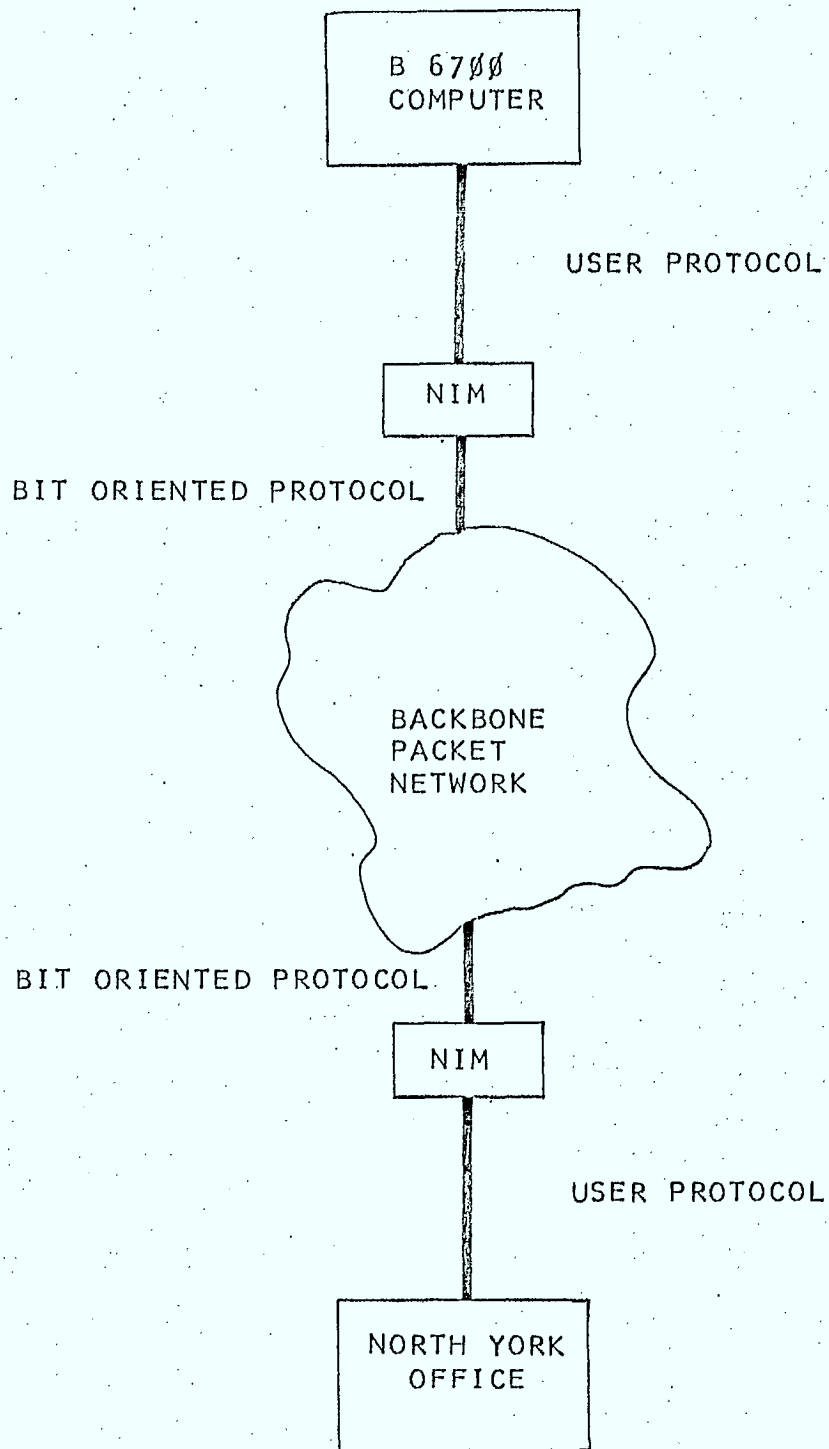 B 67ØØ
COMPUTER
USER PROTOCOL
NIM
BIT ORIENTED PROTOCOL
BACKBONE
PACKET
NETWORK
BIT ORIENTED PROTOCOL
NIM
USER PROTOCOL
NORTH YORK
OFFICE